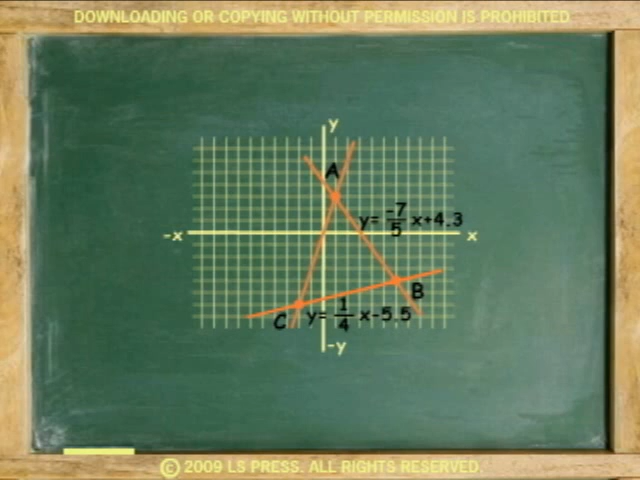 DOWNLOADING OR COPYING WITHOUT PERMISSION IS PROHIBITED
y
A
y= -7/5 x+4.3
-x
x
B
C
y= 1/4 x-5.5
-y
© 2009 LS PRESS. ALL RIGHTS RESERVED.